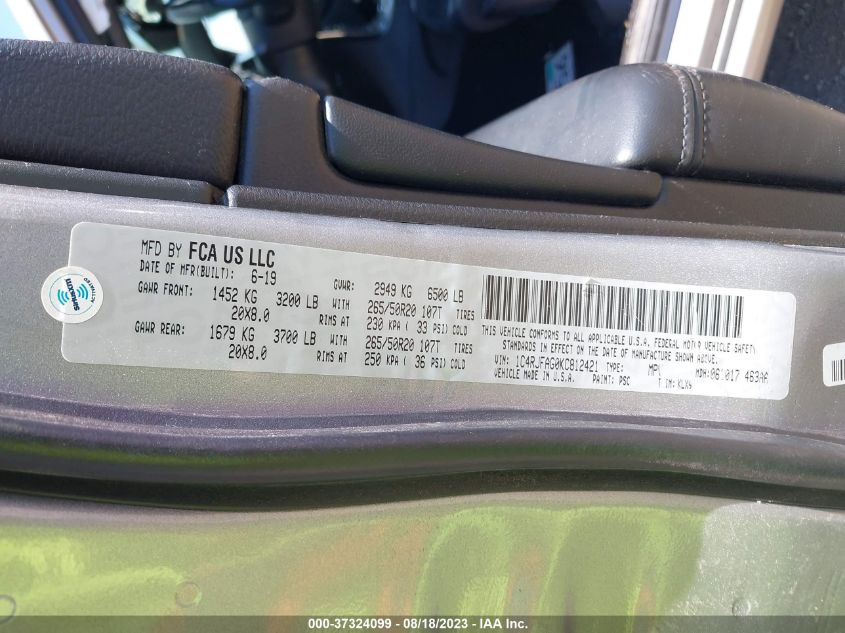 MFD BY FCA US LLC
DATE OF MFR(BUILT): 6-19 GVWR: 2949 KG 6500 LB
GAWR FRONT: 1452 KG 3200 LB WITH 265/50R20 107T TIRES
20X8.0 RIMS AT 230 KPA ( 33 PSI) COLD
GAWR REAR: 1679 KG 3700 LB WITH 265/50R20 107T TIRES
20X8.0 RIMS AT 250 KPA ( 36 PSI) COLD
THIS VEHICLE CONFORMS TO ALL APPLICABLE U.S.A. FEDERAL MOTOR VEHICLE SAFETY
STANDARDS IN EFFECT ON THE DATE OF MANUFACTURE SHOWN ABOVE.
VIN: 1C4RJFAG0KC812421 TYPE: MPV MDH: 061017
VEHICLE MADE IN U.S.A. PAINT: PSC
siriusxm
ACTIVATED
000-37324099 — 08/18/2023 — IAA Inc.